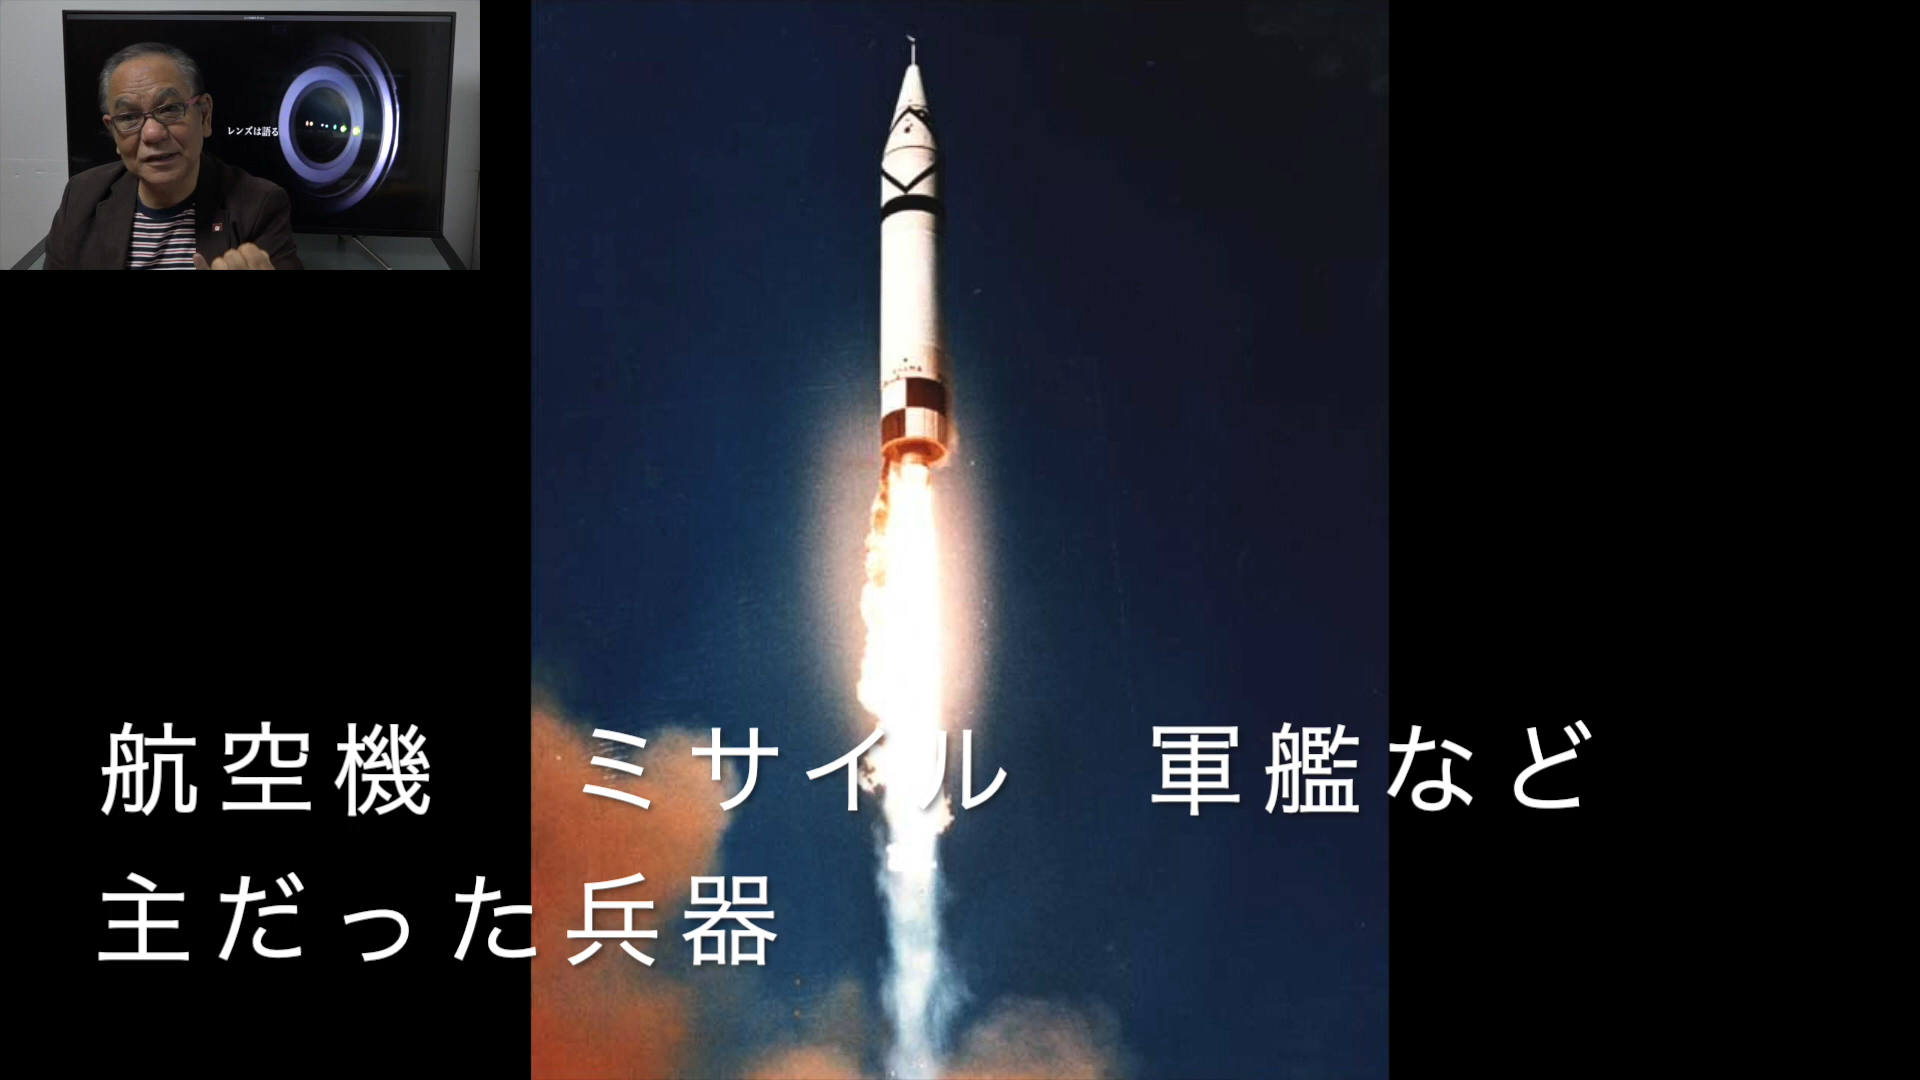 レンズは語る
航空機　ミサイル　軍艦など
主だった兵器